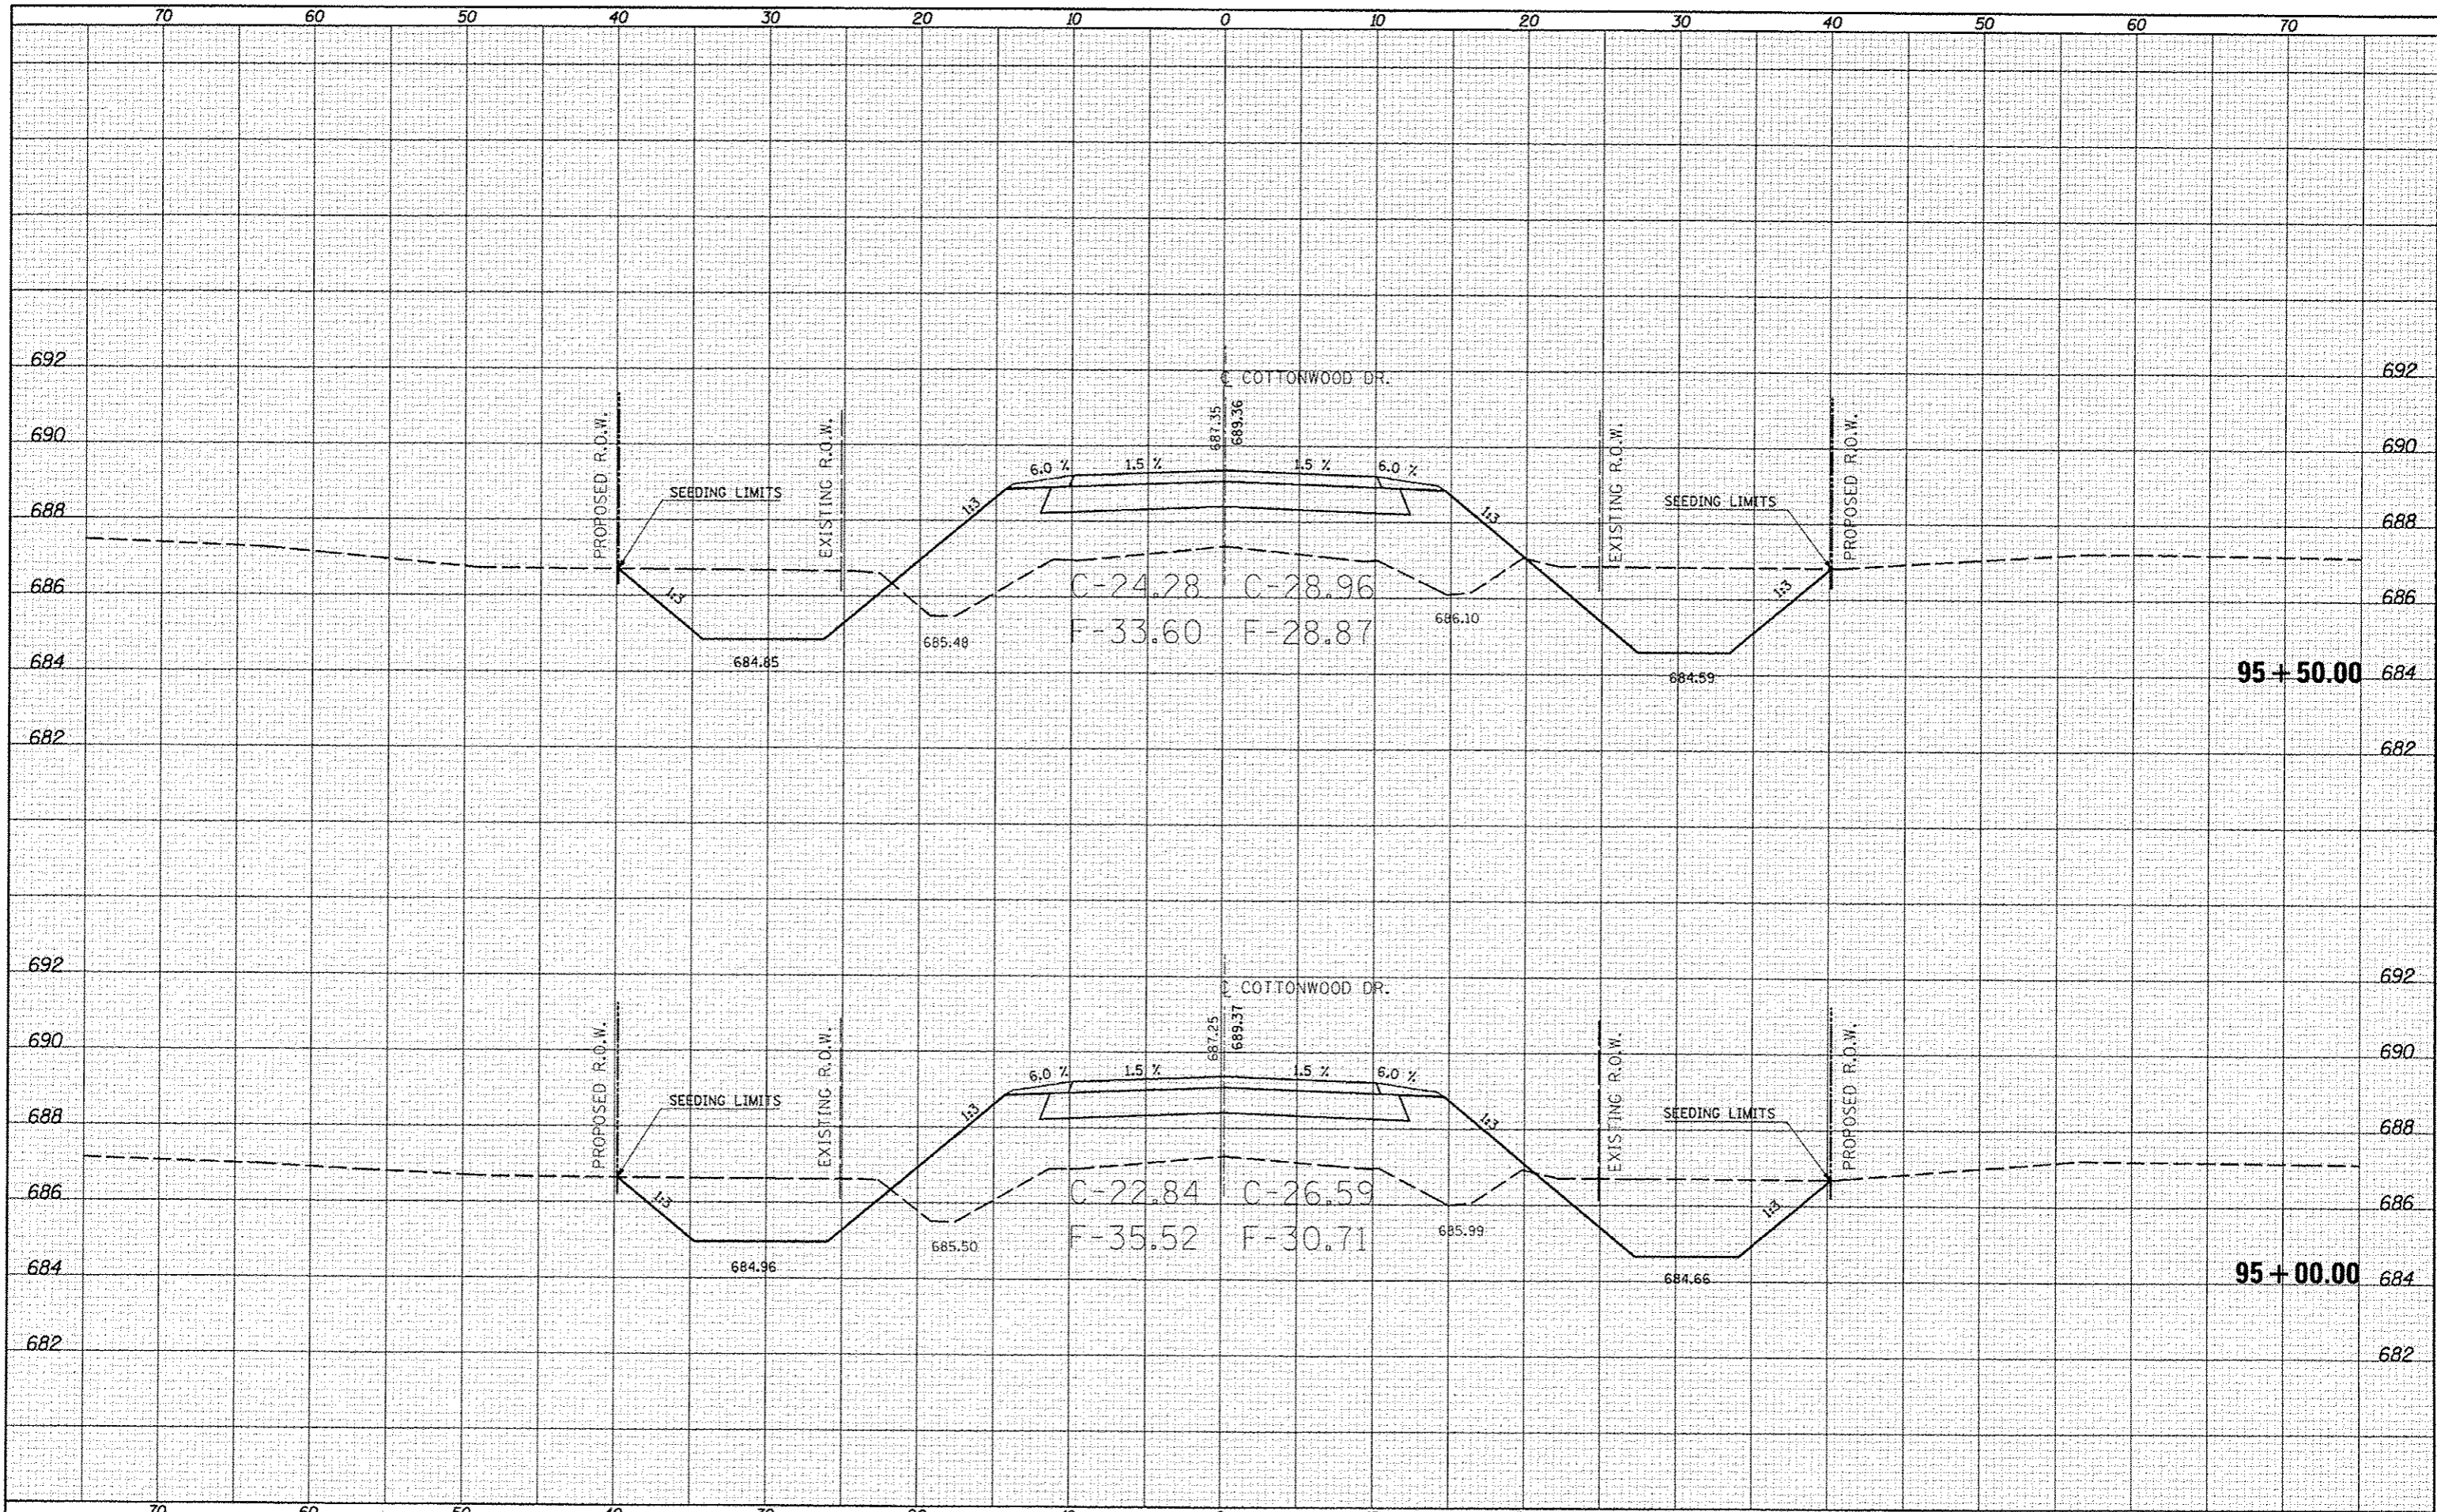 70 60 50 40 30 20 10 0 10 20 30 40 50 60 70
692 692
℄ COTTONWOOD DR.
687.35
689.36
690 690
PROPOSED R.O.W.
EXISTING R.O.W.
EXISTING R.O.W.
PROPOSED R.O.W.
6.0 % 1.5 % 1.5 % 6.0 %
SEEDING LIMITS
SEEDING LIMITS
1:3
1:3
688 688
686 686
1:3
1:3
C-24.28 C-28.96
F-33.60 F-28.87
685.48
686.10
684.85
684.59
684 95 + 50.00 684
682 682
692 692
℄ COTTONWOOD DR.
687.25
689.37
690 690
PROPOSED R.O.W.
EXISTING R.O.W.
EXISTING R.O.W.
PROPOSED R.O.W.
6.0 % 1.5 % 1.5 % 6.0 %
SEEDING LIMITS
SEEDING LIMITS
1:3
1:3
688 688
686 686
1:3
1:3
C-22.84 C-26.59
F-35.52 F-30.71
685.50
685.99
684.96
684.66
684 95 + 00.00 684
682 682